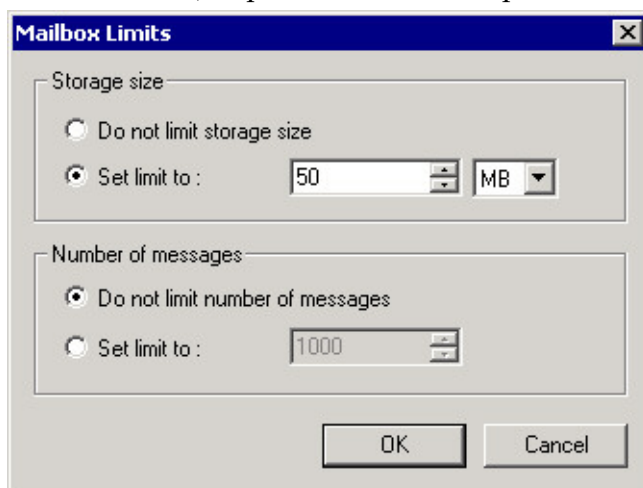 Mailbox Limits
Storage size
Do not limit storage size
Set limit to : 50 MB
Number of messages
Do not limit number of messages
Set limit to : 1000
OK Cancel